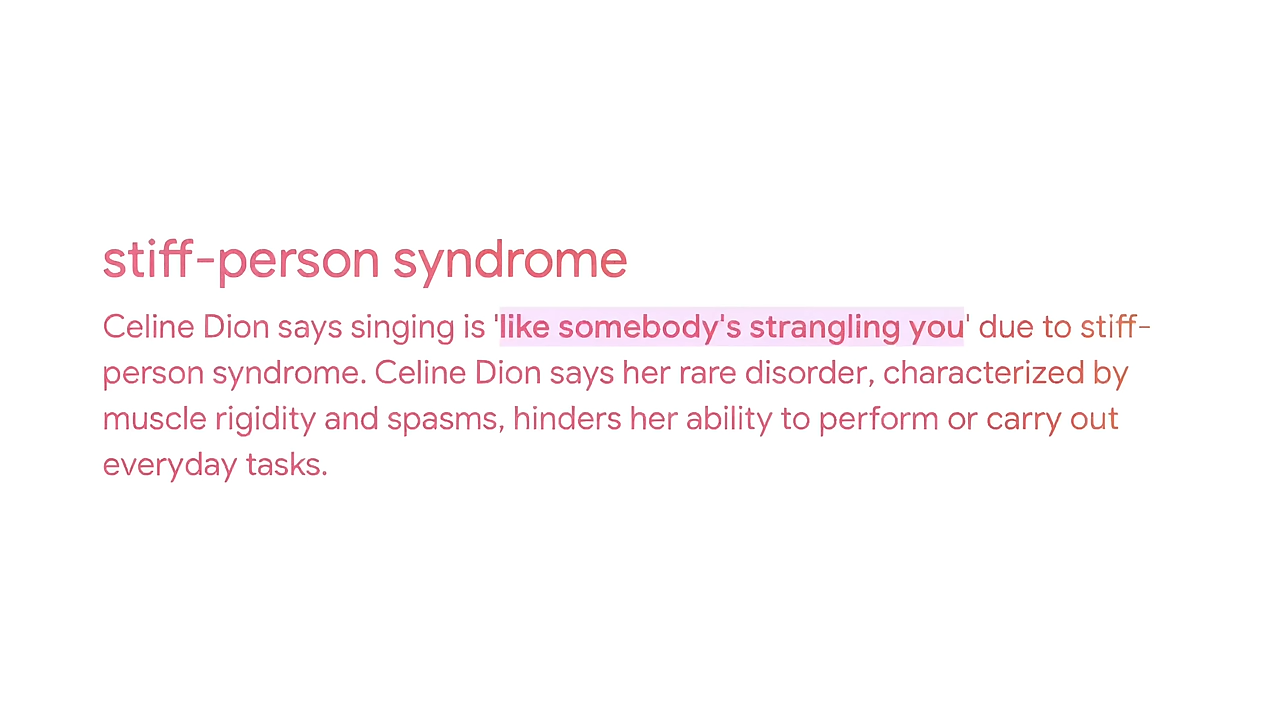 stiff-person syndrome
Celine Dion says singing is 'like somebody's strangling you' due to stiff-
person syndrome. Celine Dion says her rare disorder, characterized by
muscle rigidity and spasms, hinders her ability to perform or carry out
everyday tasks.